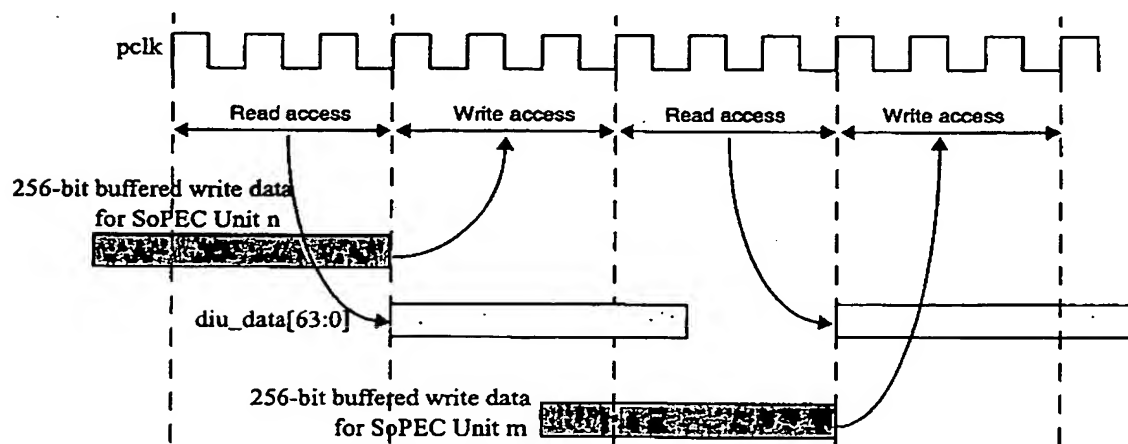 pclk
Read access
Write access
Read access
Write access
256-bit buffered write data
for SoPEC Unit n
diu_data[63:0]
256-bit buffered write data
for SoPEC Unit m